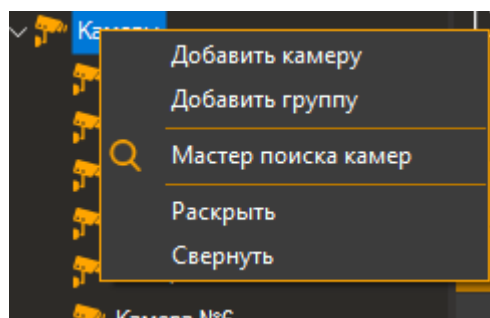 Камеры
Добавить камеру
Добавить группу
Мастер поиска камер
Раскрыть
Свернуть
Камера №6